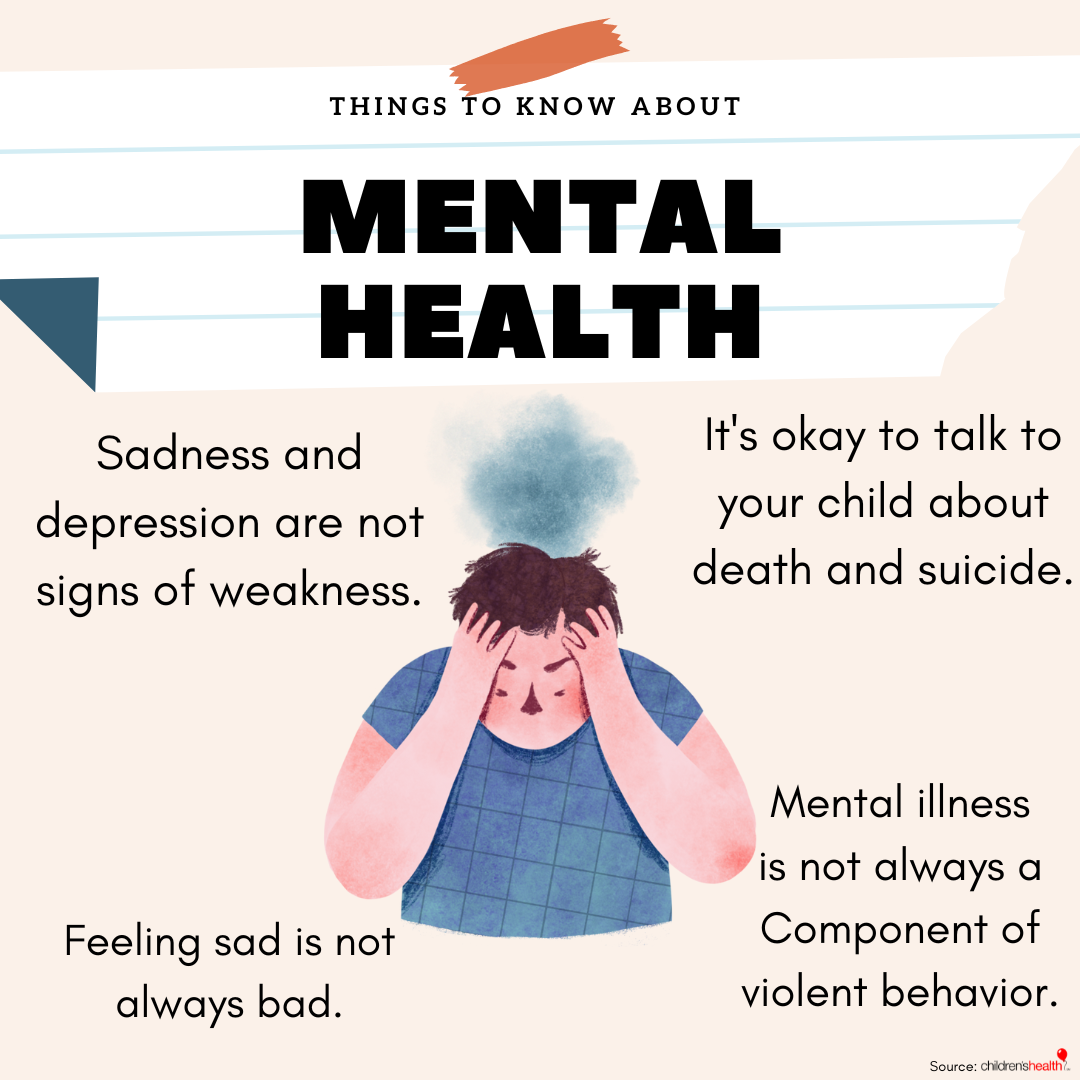 THINGS TO KNOW ABOUT
MENTAL
HEALTH
Sadness and
depression are not
signs of weakness.
It's okay to talk to
your child about
death and suicide.
Feeling sad is not
always bad.
Mental illness
is not always a
Component of
violent behavior.
Source: children'shealth